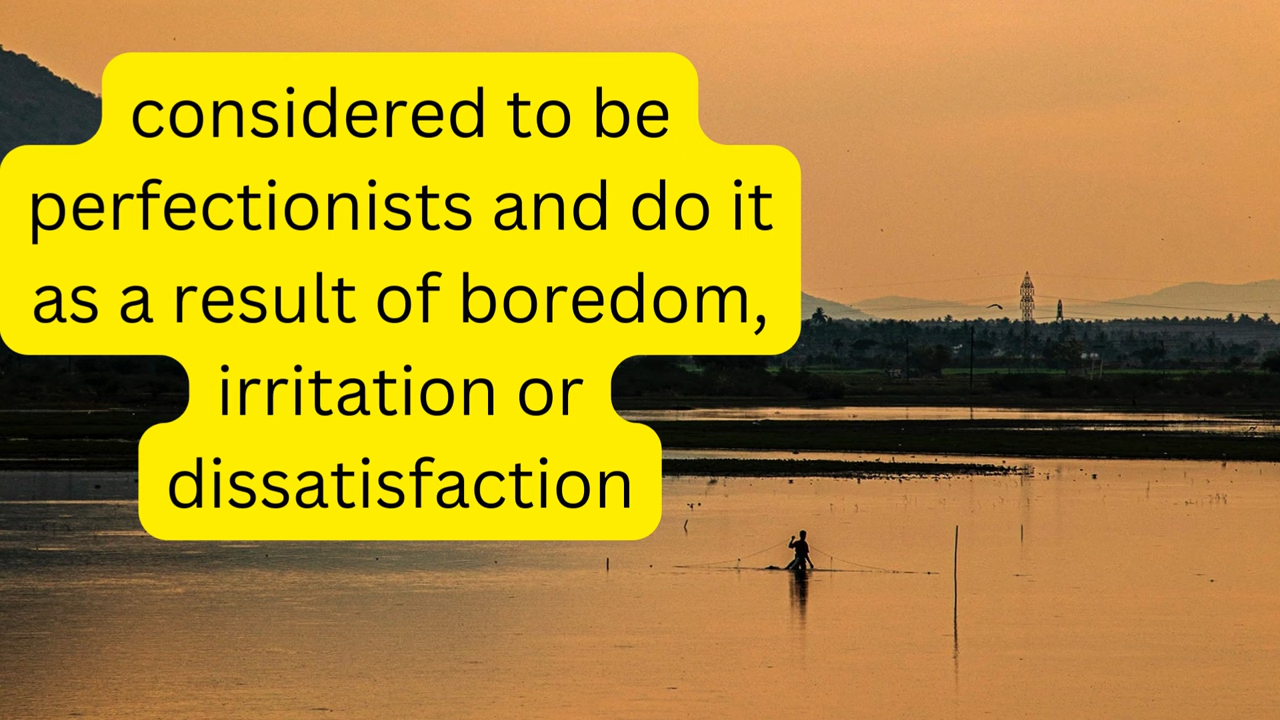 considered to be
perfectionists and do it
as a result of boredom,
irritation or
dissatisfaction